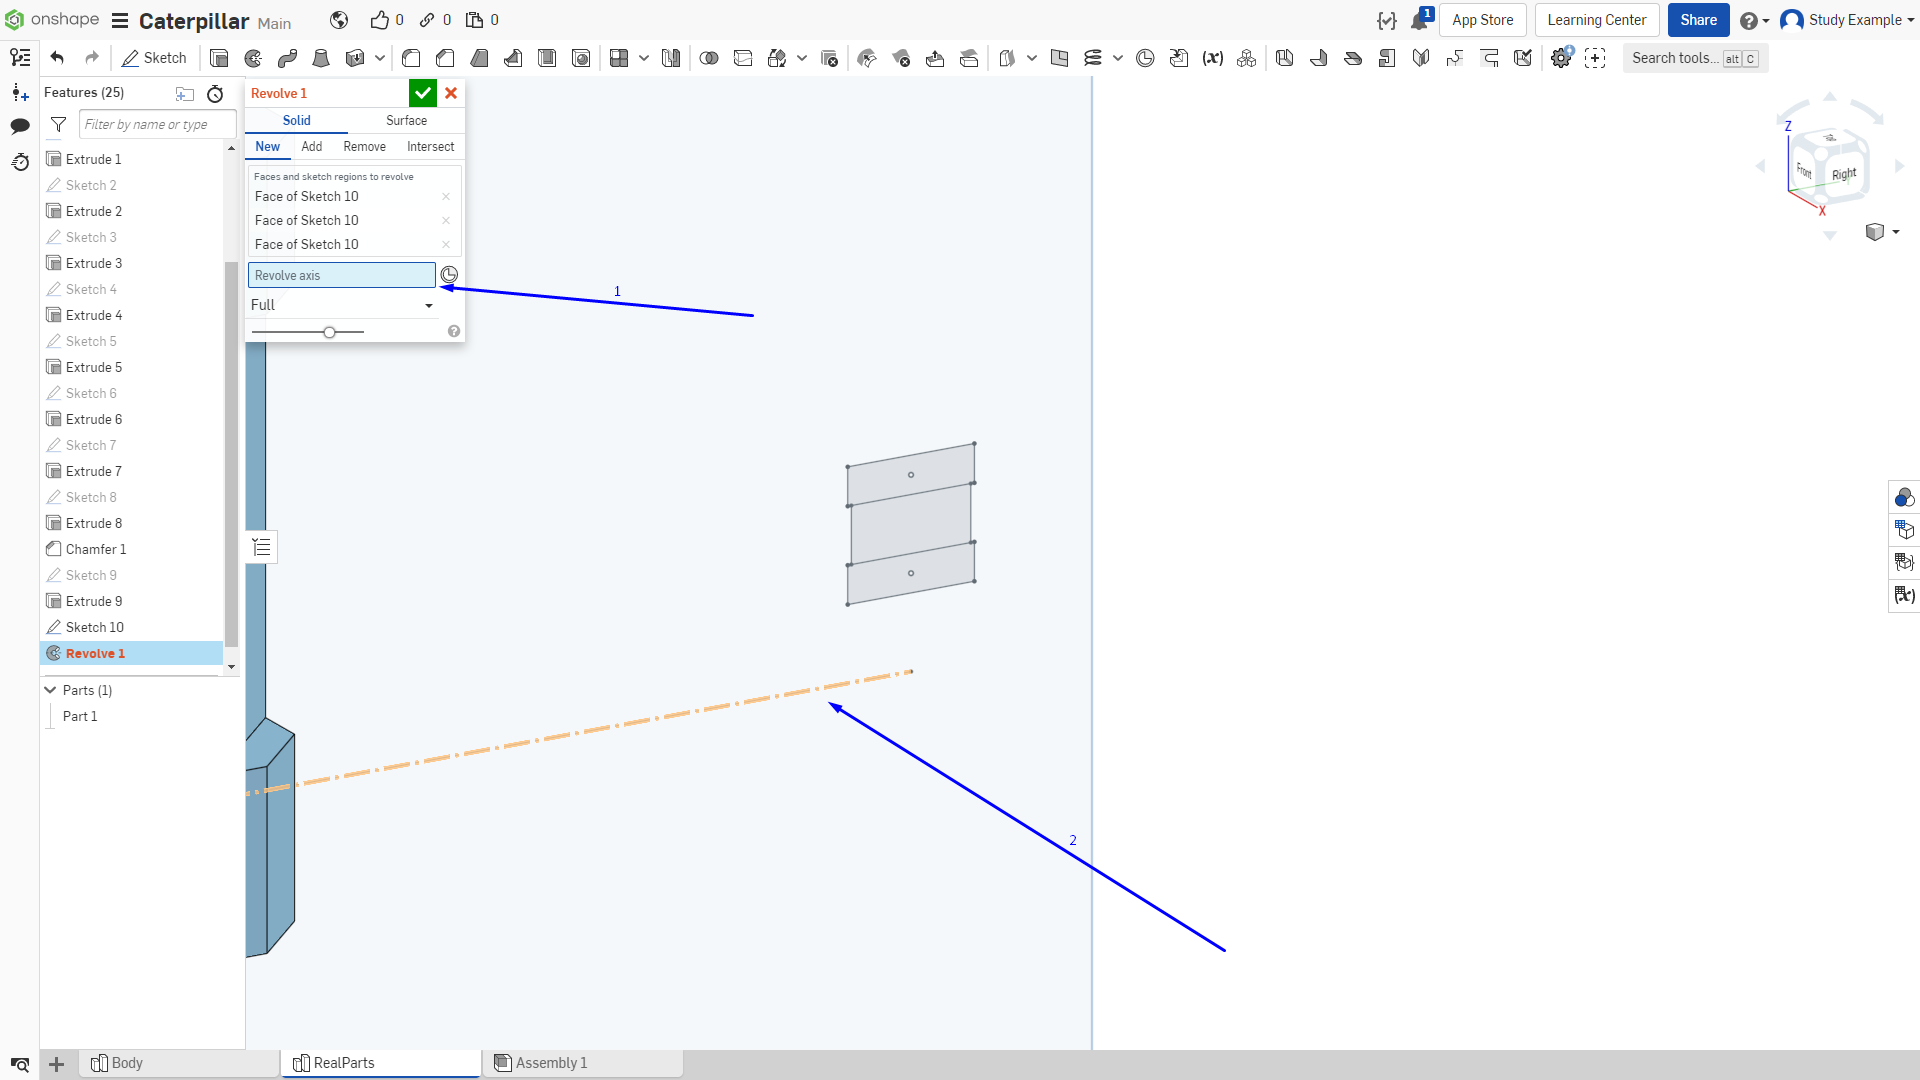 onshape Caterpillar Main 0 0 0 1 App Store Learning Center Share Study Example
Sketch Search tools... alt C
Features (25)
Filter by name or type
Extrude 1
Sketch 2
Extrude 2
Sketch 3
Extrude 3
Sketch 4
Extrude 4
Sketch 5
Extrude 5
Sketch 6
Extrude 6
Sketch 7
Extrude 7
Sketch 8
Extrude 8
Chamfer 1
Sketch 9
Extrude 9
Sketch 10
Revolve 1
Parts (1)
Part 1
Revolve 1
Solid Surface
New Add Remove Intersect
Faces and sketch regions to revolve
Face of Sketch 10
Face of Sketch 10
Face of Sketch 10
Revolve axis
Full
1
2
Z
Front Right
X
Body RealParts Assembly 1